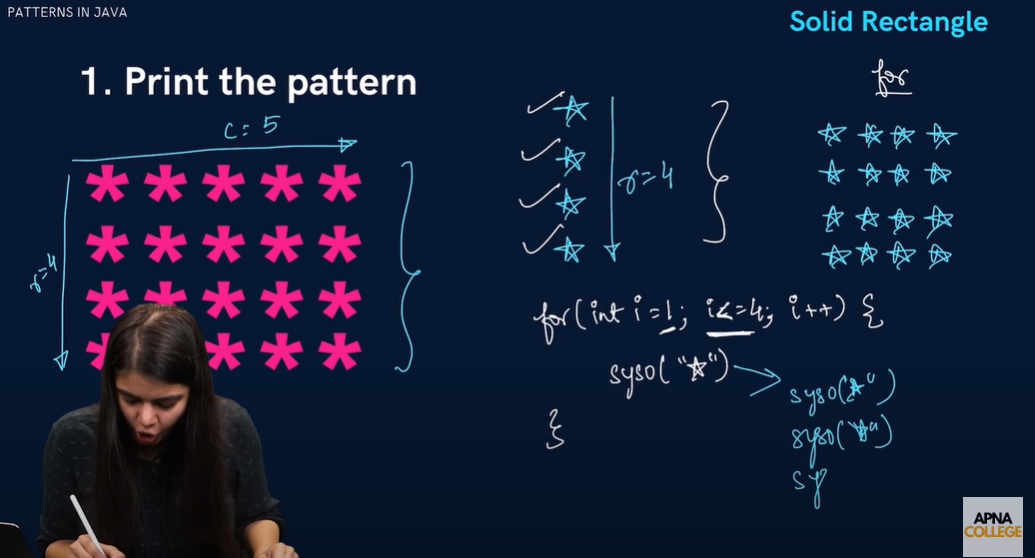 PATTERNS IN JAVA
Solid Rectangle
1. Print the pattern
for
c = 5
* * * * *
* * * * *
* * * * *
* * * *
r=4
r=4
for(int i=1; i<=4; i++) {
syso("☆")
}
syso(☆")
syso("☆")
sy
APNA
COLLEGE